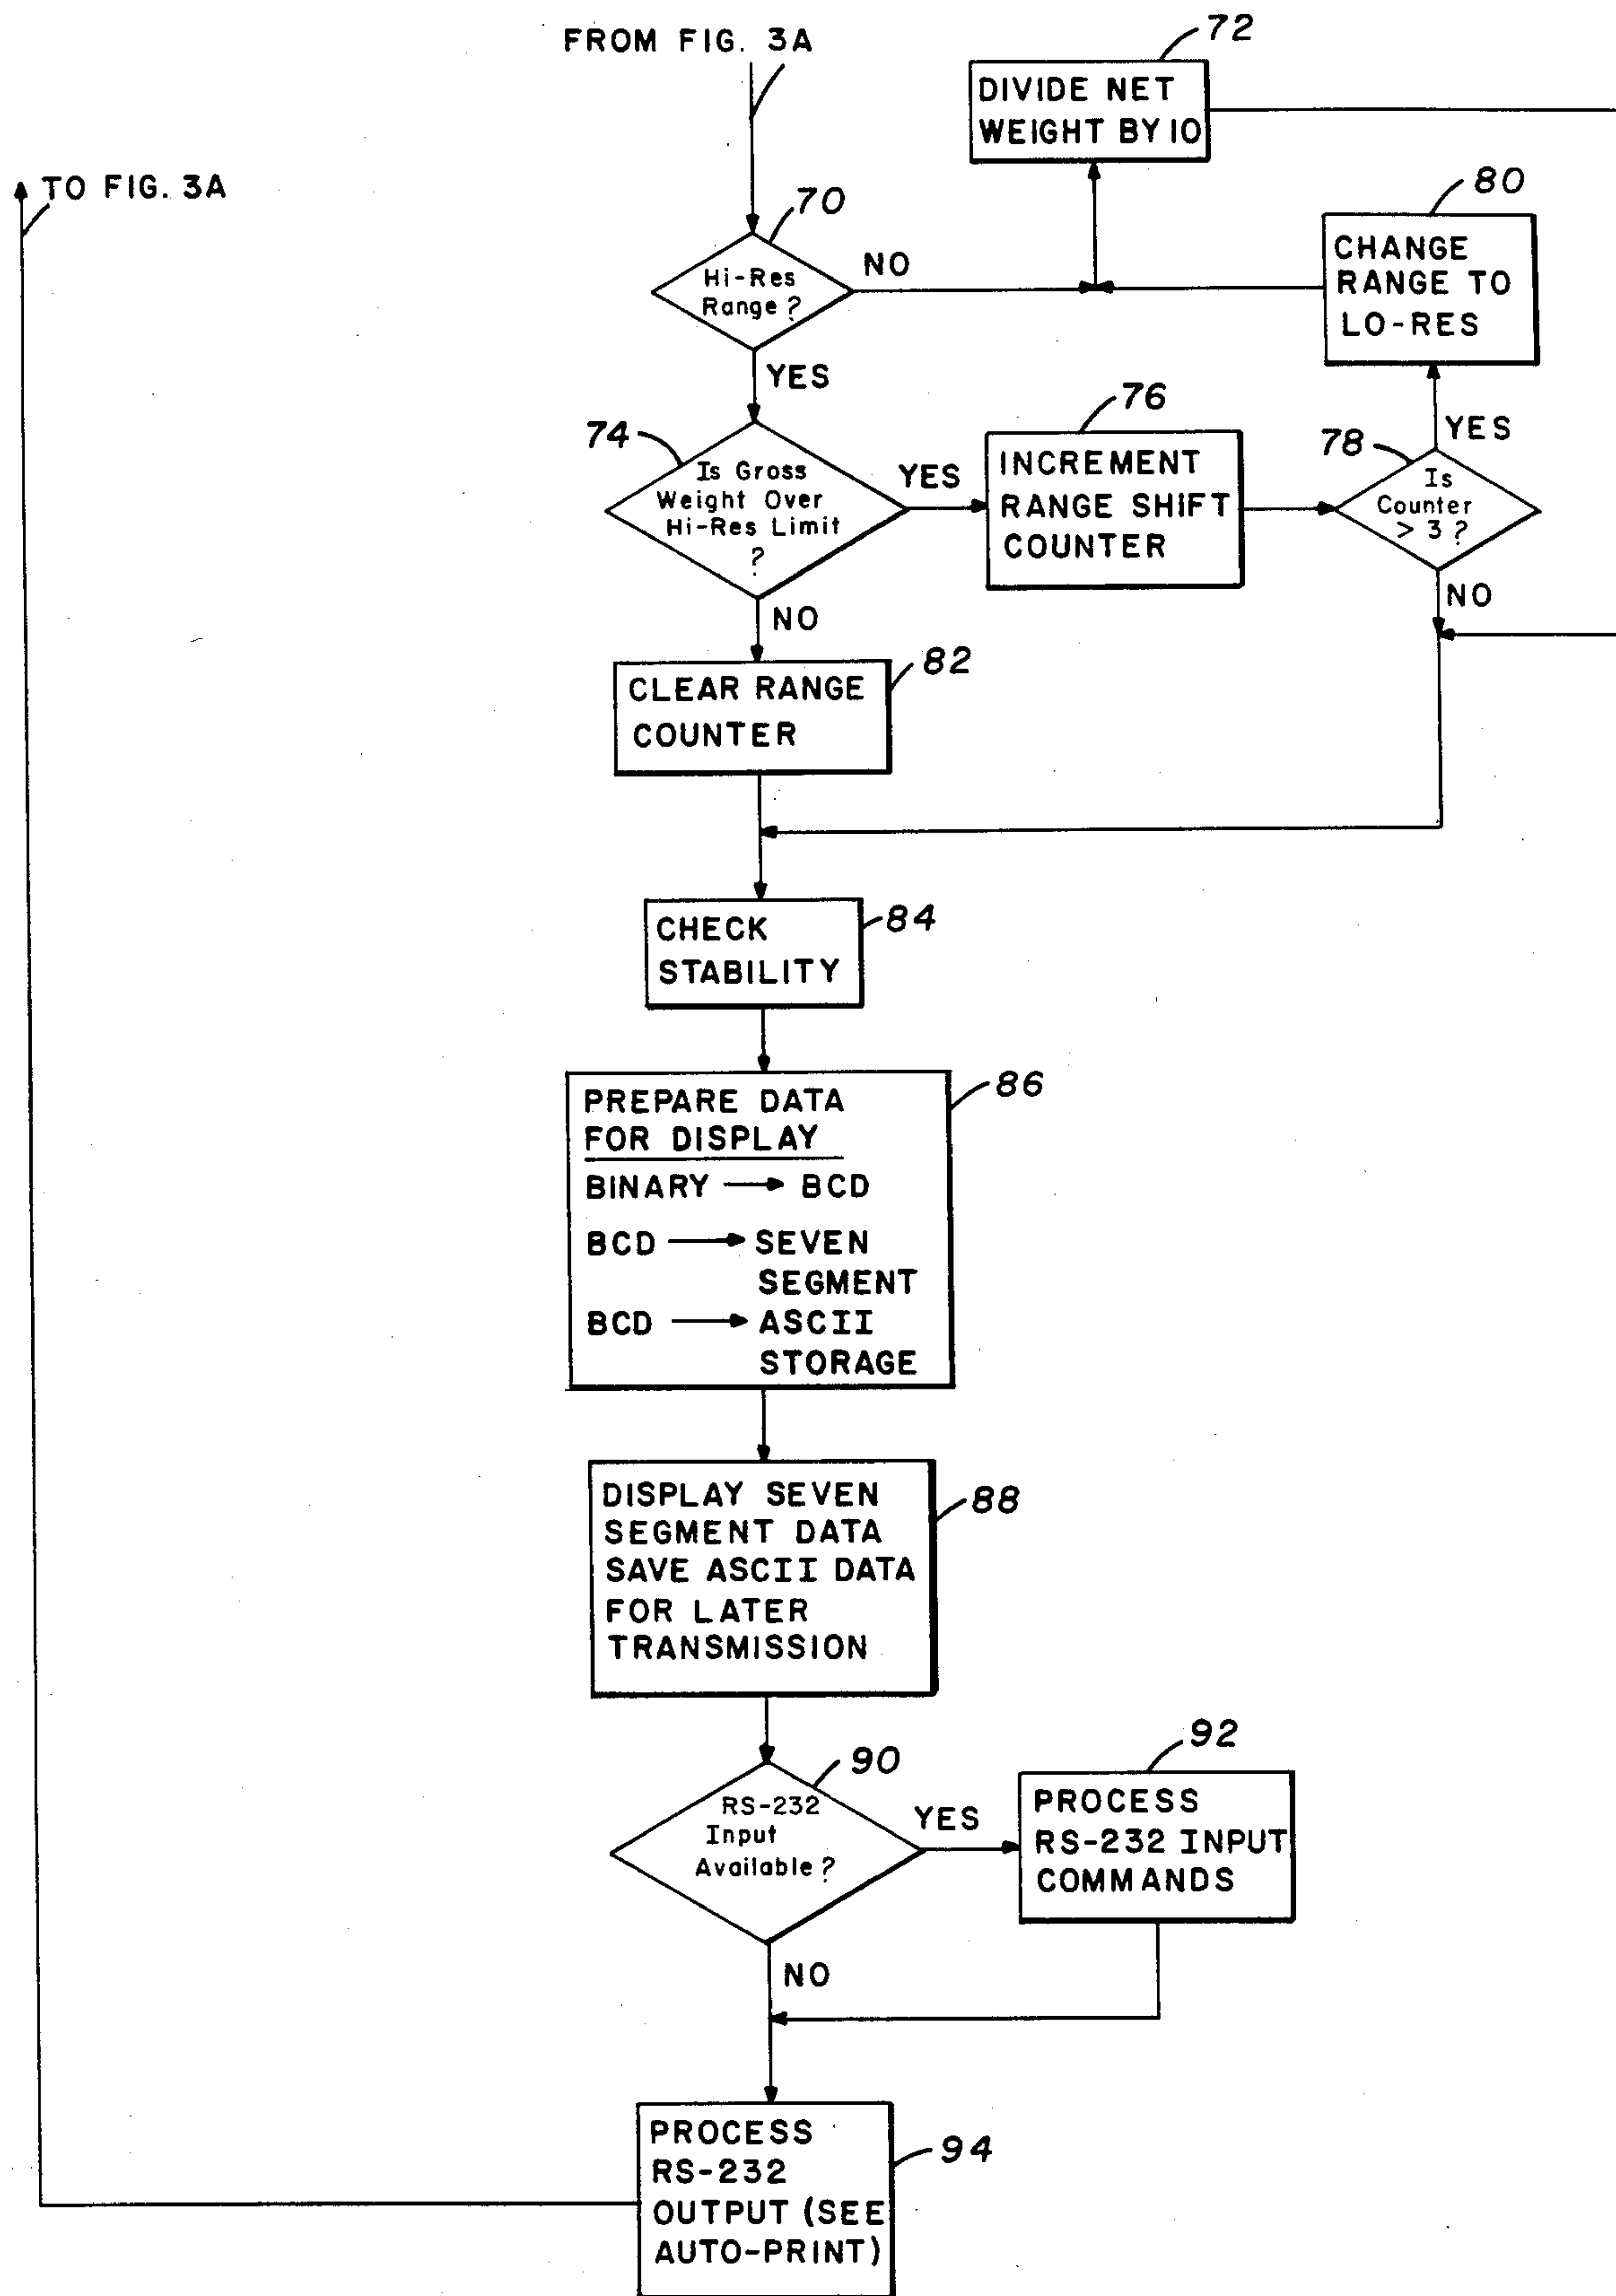 FROM FIG. 3A
72
DIVIDE NET
WEIGHT BY 10
TO FIG. 3A
70
Hi-Res
Range?
NO
YES
80
CHANGE
RANGE TO
LO-RES
74
Is Gross
Weight Over
Hi-Res Limit
?
YES
76
INCREMENT
RANGE SHIFT
COUNTER
78
YES
Is
Counter
> 3?
NO
NO
82
CLEAR RANGE
COUNTER
84
CHECK
STABILITY
86
PREPARE DATA
FOR DISPLAY
BINARY → BCD
BCD → SEVEN
SEGMENT
BCD → ASCII
STORAGE
88
DISPLAY SEVEN
SEGMENT DATA
SAVE ASCII DATA
FOR LATER
TRANSMISSION
90
RS-232
Input
Available?
YES
92
PROCESS
RS-232 INPUT
COMMANDS
NO
94
PROCESS
RS-232
OUTPUT (SEE
AUTO-PRINT)